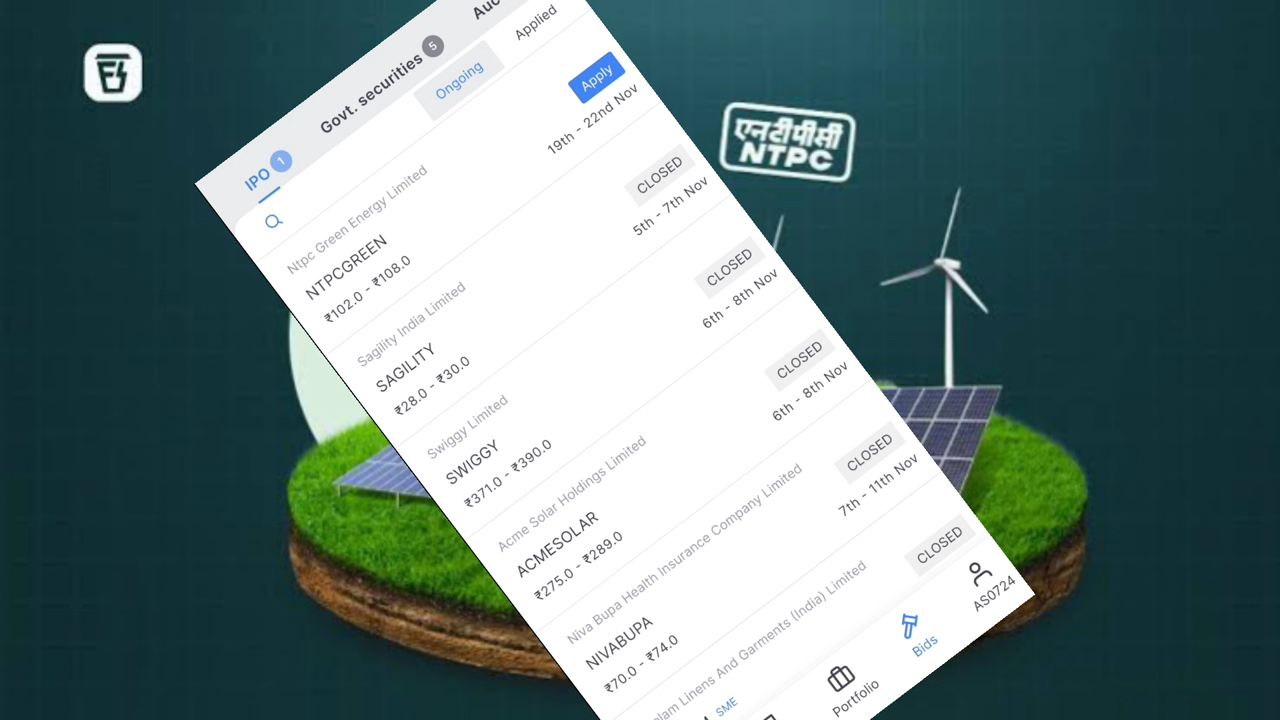 Govt. securities 5
IPO 1
Ongoing
Applied
Ntpc Green Energy Limited
Apply
NTPCGREEN
₹102.0 - ₹108.0
19th - 22nd Nov
Sagility India Limited
CLOSED
SAGILITY
₹28.0 - ₹30.0
5th - 7th Nov
Swiggy Limited
CLOSED
SWIGGY
₹371.0 - ₹390.0
6th - 8th Nov
Acme Solar Holdings Limited
CLOSED
ACMESOLAR
₹275.0 - ₹289.0
6th - 8th Nov
Niva Bupa Health Insurance Company Limited
CLOSED
NIVABUPA
₹70.0 - ₹74.0
7th - 11th Nov
Linens And Garments (India) Limited
CLOSED
SME
Portfolio
Bids
AS0724
एनटीपीसी
NTPC